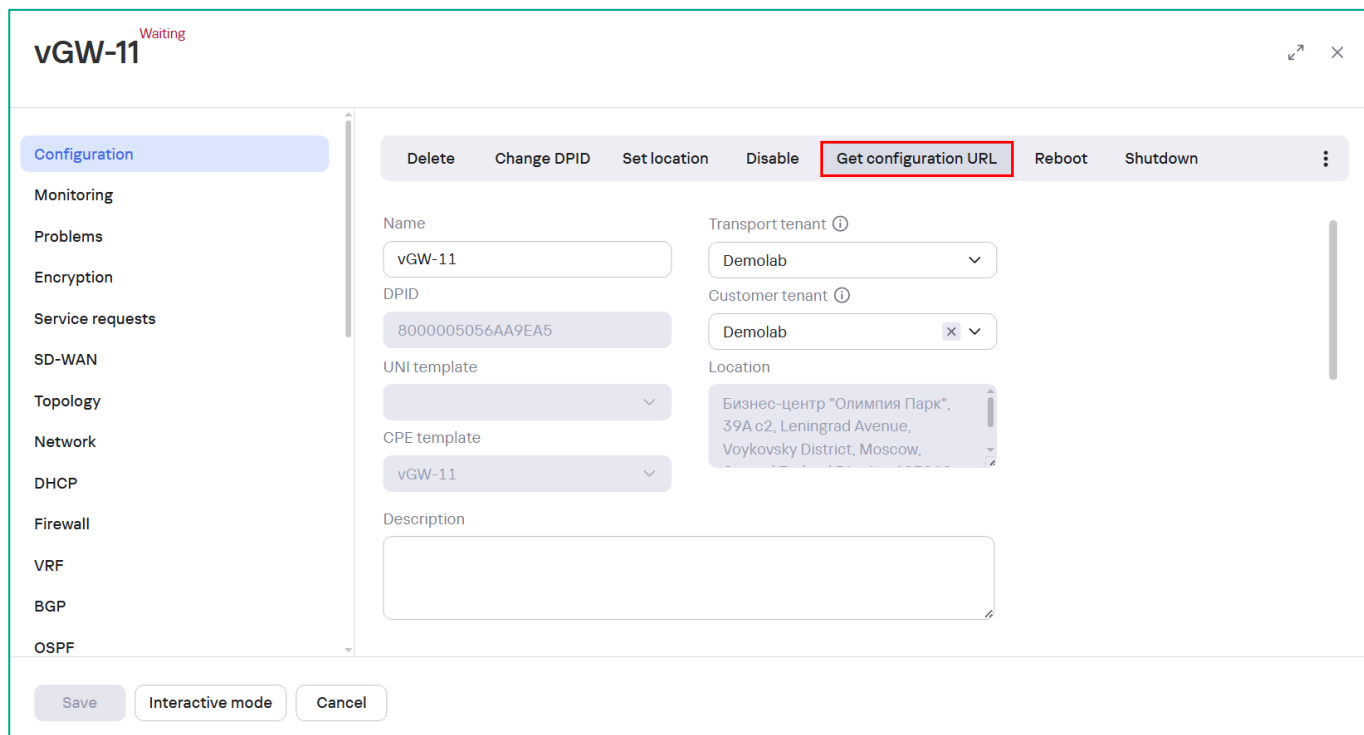 vGW-11
Waiting
Configuration
Monitoring
Problems
Encryption
Service requests
SD-WAN
Topology
Network
DHCP
Firewall
VRF
BGP
OSPF
Delete Change DPID Set location Disable Get configuration URL Reboot Shutdown
Name
vGW-11
Transport tenant
Demolab
DPID
8000005056AA9EA5
Customer tenant
Demolab
UNI template
Location
Бизнес-центр "Олимпия Парк",
39А с2, Leningrad Avenue,
Voykovsky District, Moscow,
CPE template
vGW-11
Description
Save Interactive mode Cancel